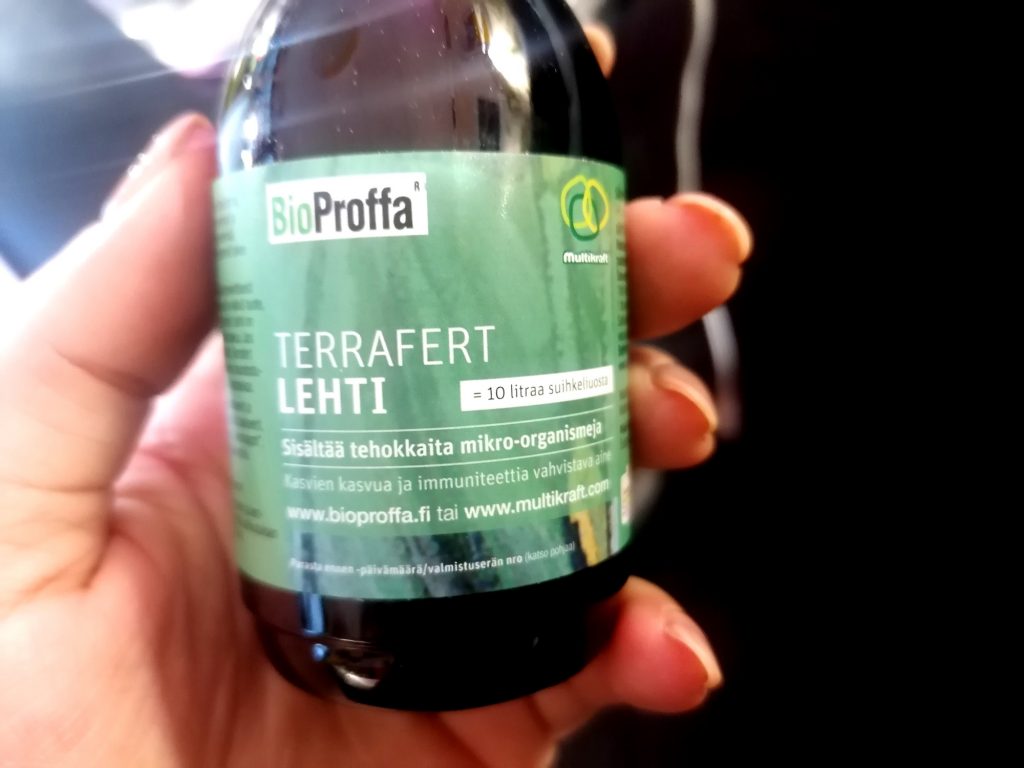 BioProffa®
Multikraft
TERRAFERT
LEHTI
= 10 litraa suihkeliuosta
Sisältää tehokkaita mikro-organismeja
Kasvien kasvua ja immuniteettia vahvistava aine
www.bioproffa.fi tai www.multikraft.com
Parasta ennen -päivämäärä/valmistuserän nro (katso pohjaa)